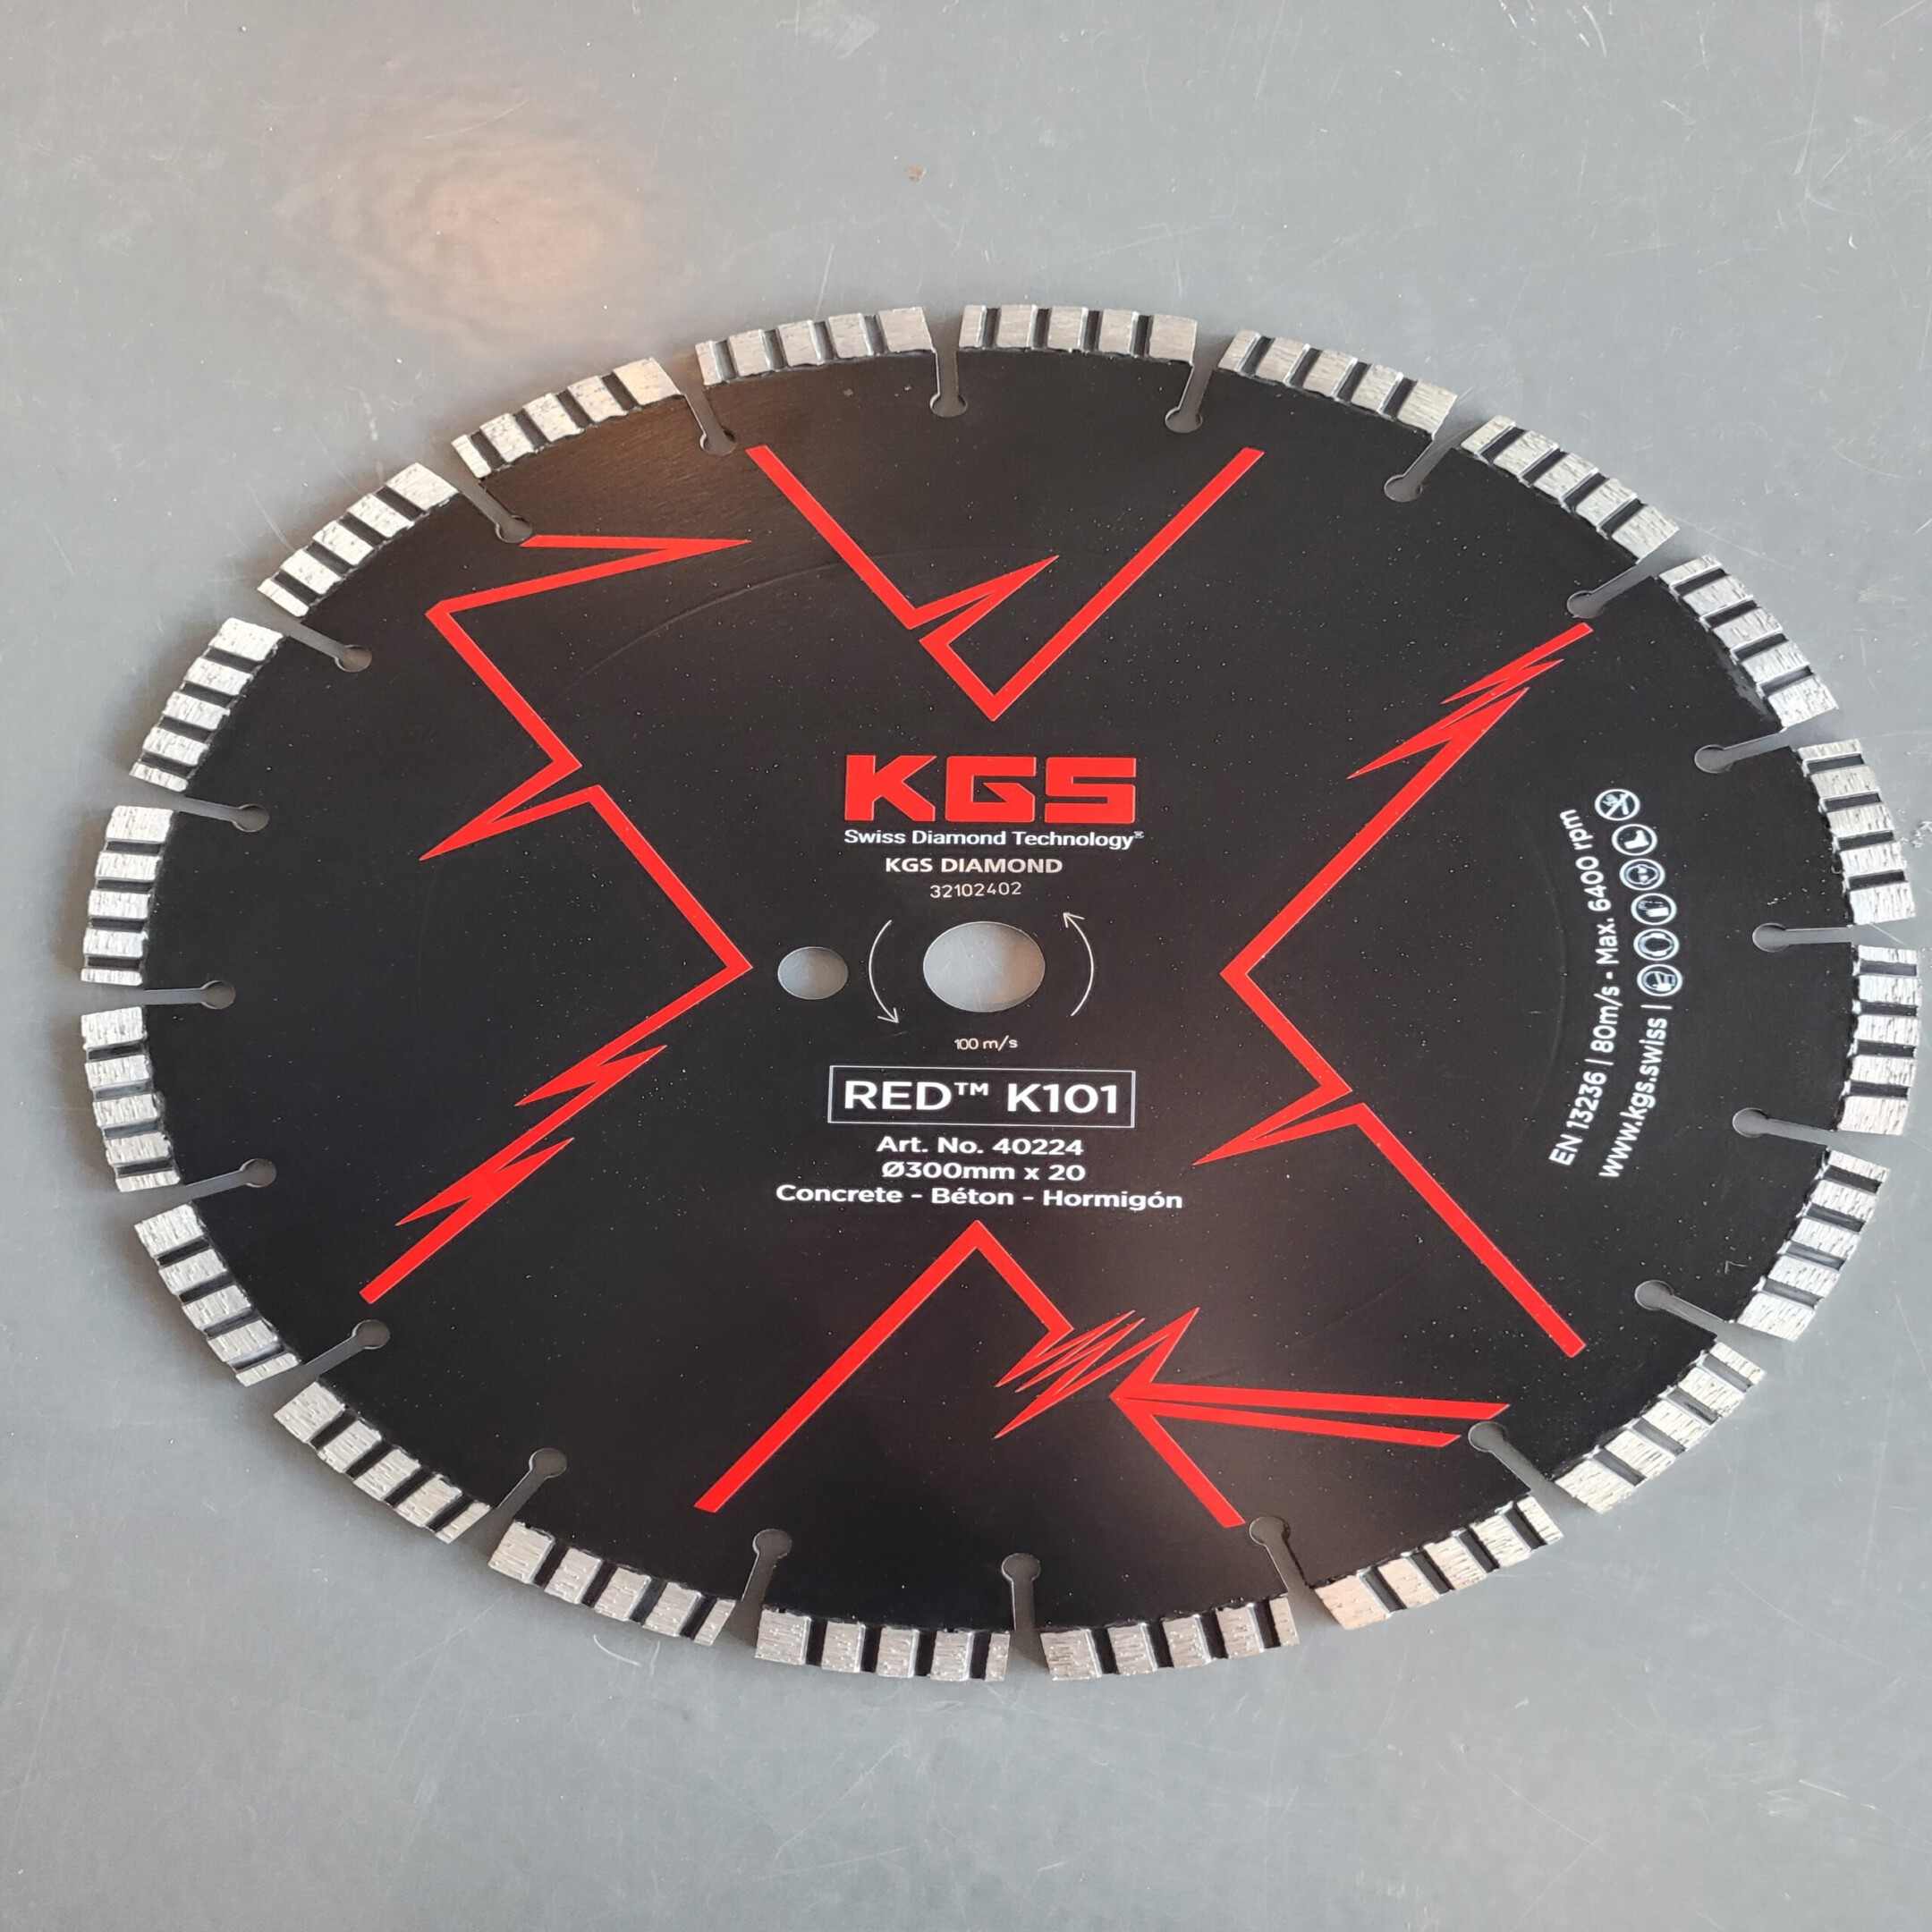 KGS
Swiss Diamond Technology®
KGS DIAMOND
32102402
100 m/s
RED™ K101
Art. No. 40224
Ø300mm x 20
Concrete - Béton - Hormigón
EN 13236 | 80m/s - Max. 6400 rpm
www.kgs.swiss |